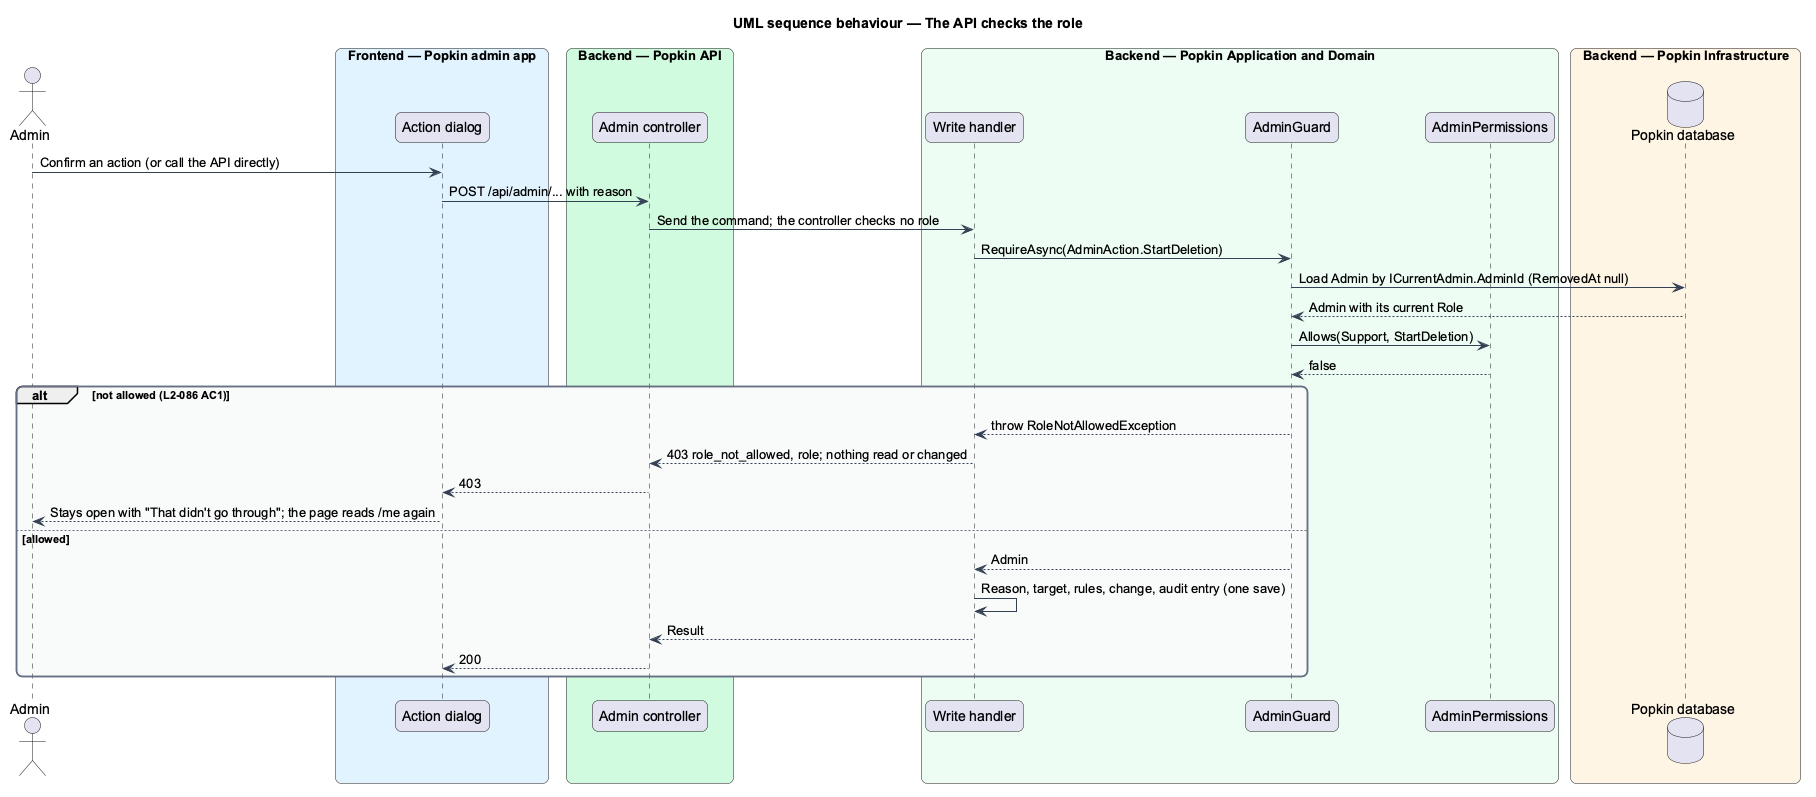 UML sequence behaviour — The API checks the role
Frontend — Popkin admin app
Backend — Popkin API
Backend — Popkin Application and Domain
Backend — Popkin Infrastructure
Admin
Action dialog
Admin controller
Write handler
AdminGuard
AdminPermissions
Popkin database
Confirm an action (or call the API directly)
POST /api/admin/... with reason
Send the command; the controller checks no role
RequireAsync(AdminAction.StartDeletion)
Load Admin by ICurrentAdmin.AdminId (RemovedAt null)
Admin with its current Role
Allows(Support, StartDeletion)
false
alt
[not allowed (L2-086 AC1)]
throw RoleNotAllowedException
403 role_not_allowed, role; nothing read or changed
403
Stays open with "That didn't go through"; the page reads /me again
[allowed]
Admin
Reason, target, rules, change, audit entry (one save)
Result
200
Admin
Action dialog
Admin controller
Write handler
AdminGuard
AdminPermissions
Popkin database